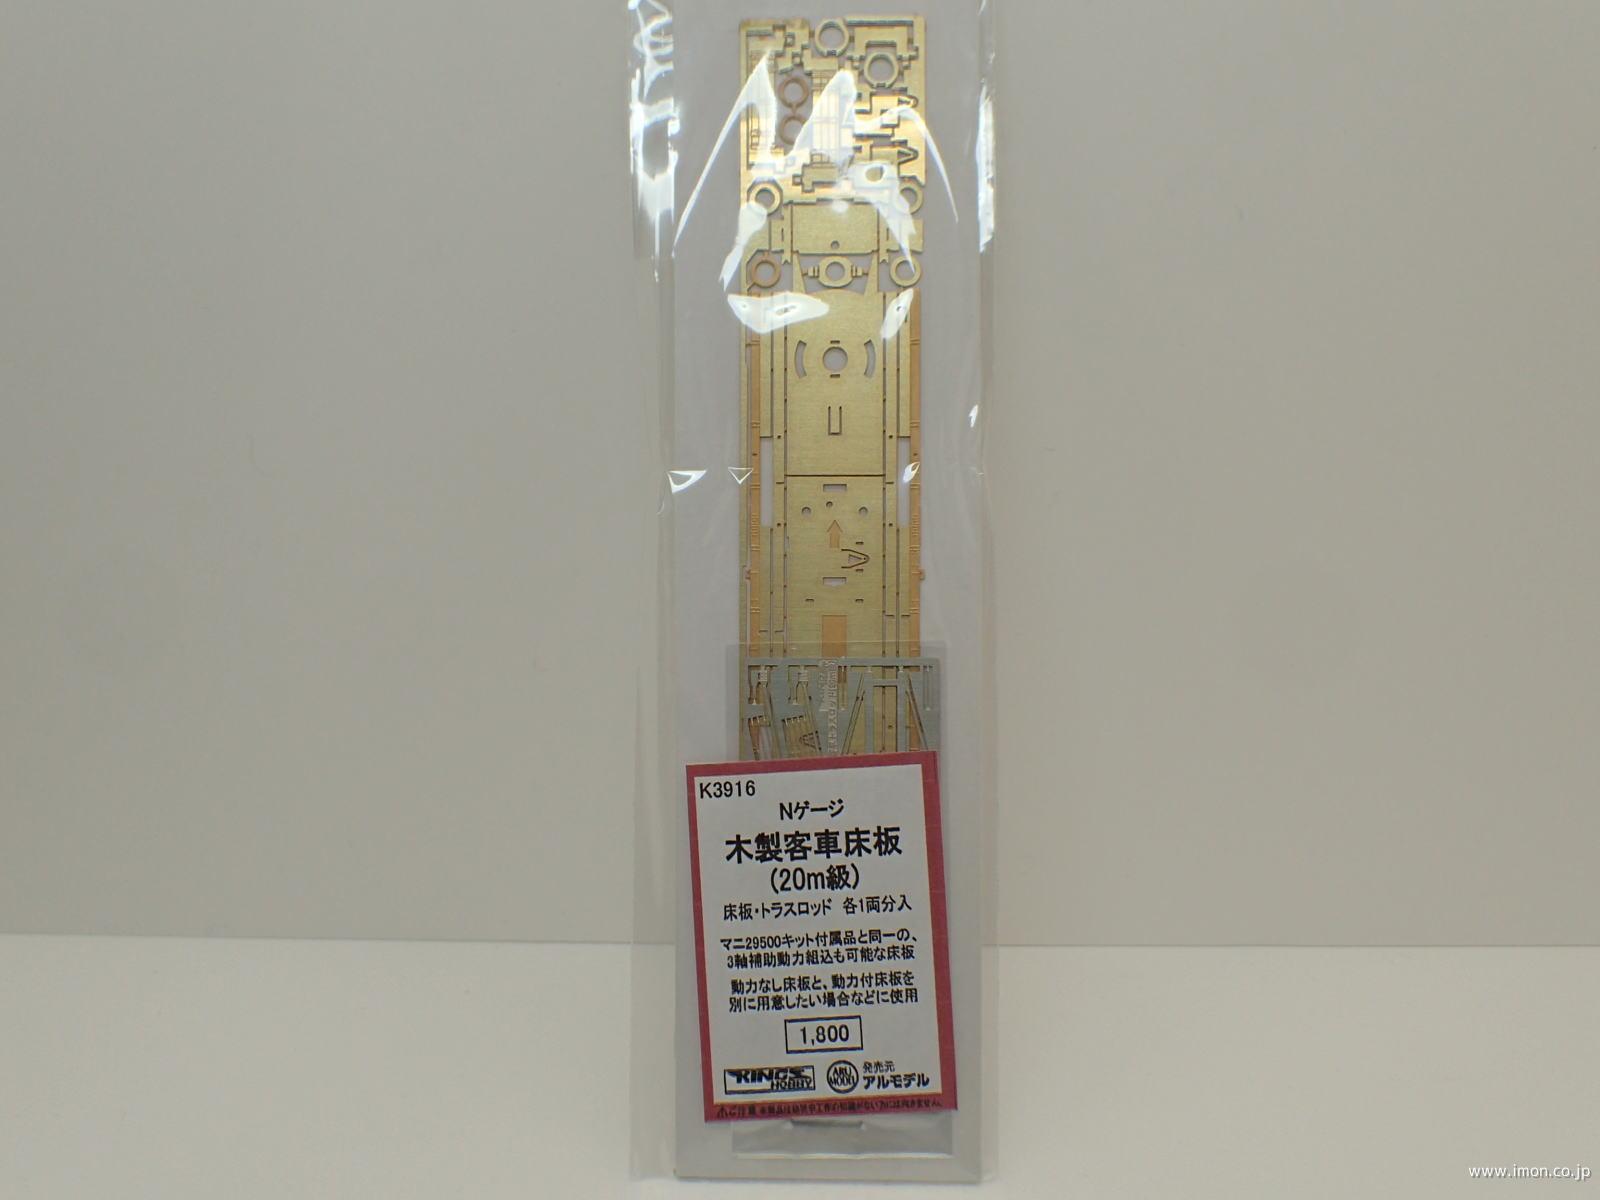 K3916
Nゲージ
木製客車床板
(20m級)
床板・トラスロッド 各1両分入
マニ29500キット付属品と同一の、
3軸補助動力組込も可能な床板
動力なし床板と、動力付床板を
別に用意したい場合などに使用
1,800
KINGS HOBBY
ARU MODEL
発売元
アルモデル
www.imon.co.jp